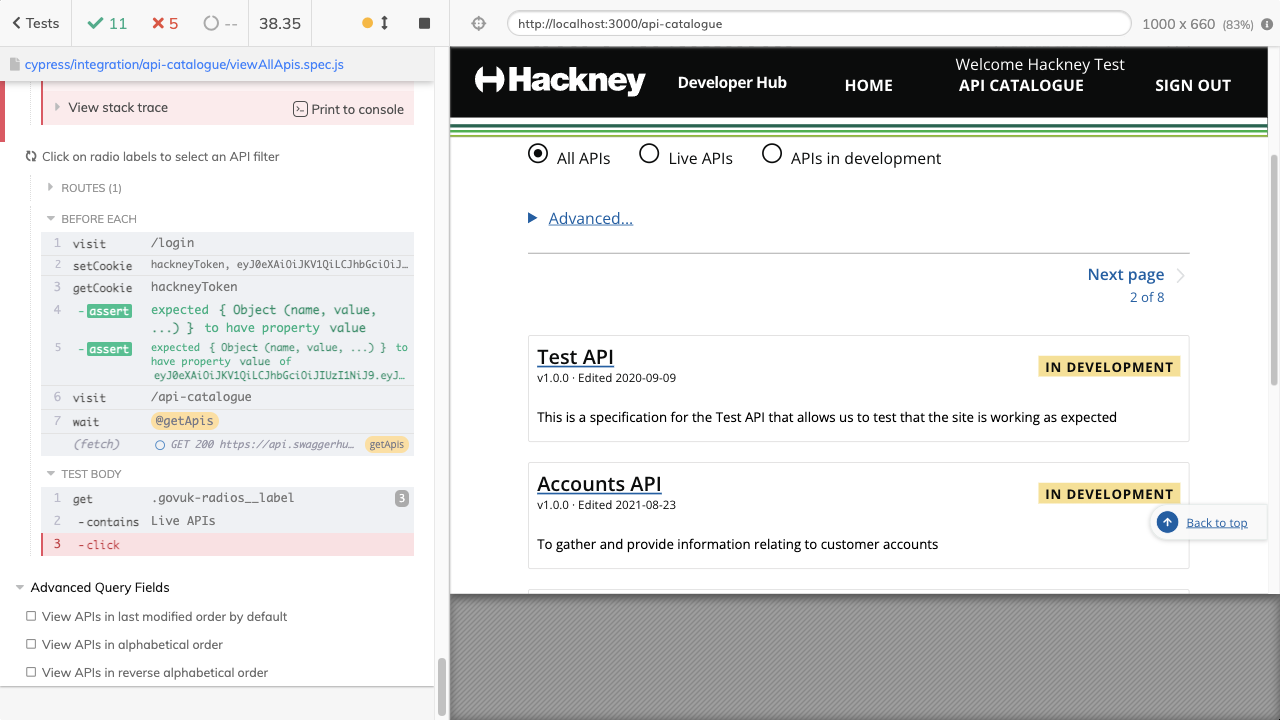 Tests
11
5
--
38.35
http://localhost:3000/api-catalogue
1000 x 660 (83%)
cypress/integration/api-catalogue/viewAllApis.spec.js
View stack trace
Print to console
Click on radio labels to select an API filter
ROUTES (1)
BEFORE EACH
1 visit /login
2 setCookie hackneyToken, eyJ0eXAiOiJKV1QiLCJhbGciOiJ…
3 getCookie hackneyToken
4 -assert expected { Object (name, value,
...) } to have property value
5 -assert expected { Object (name, value, ...) } to
have property value of
eyJ0eXAiOiJKV1QiLCJhbGciOiJIUzI1NiJ9.eyJ…
6 visit /api-catalogue
7 wait @getApis
(fetch) GET 200 https://api.swaggerhu… getApis
TEST BODY
1 get .govuk-radios__label 3
2 -contains Live APIs
3 -click
Advanced Query Fields
View APIs in last modified order by default
View APIs in alphabetical order
View APIs in reverse alphabetical order
Hackney
Developer Hub
HOME
Welcome Hackney Test
API CATALOGUE
SIGN OUT
All APIs
Live APIs
APIs in development
Advanced...
Next page
2 of 8
Test API
IN DEVELOPMENT
v1.0.0 · Edited 2020-09-09
This is a specification for the Test API that allows us to test that the site is working as expected
Accounts API
IN DEVELOPMENT
v1.0.0 · Edited 2021-08-23
Back to top
To gather and provide information relating to customer accounts